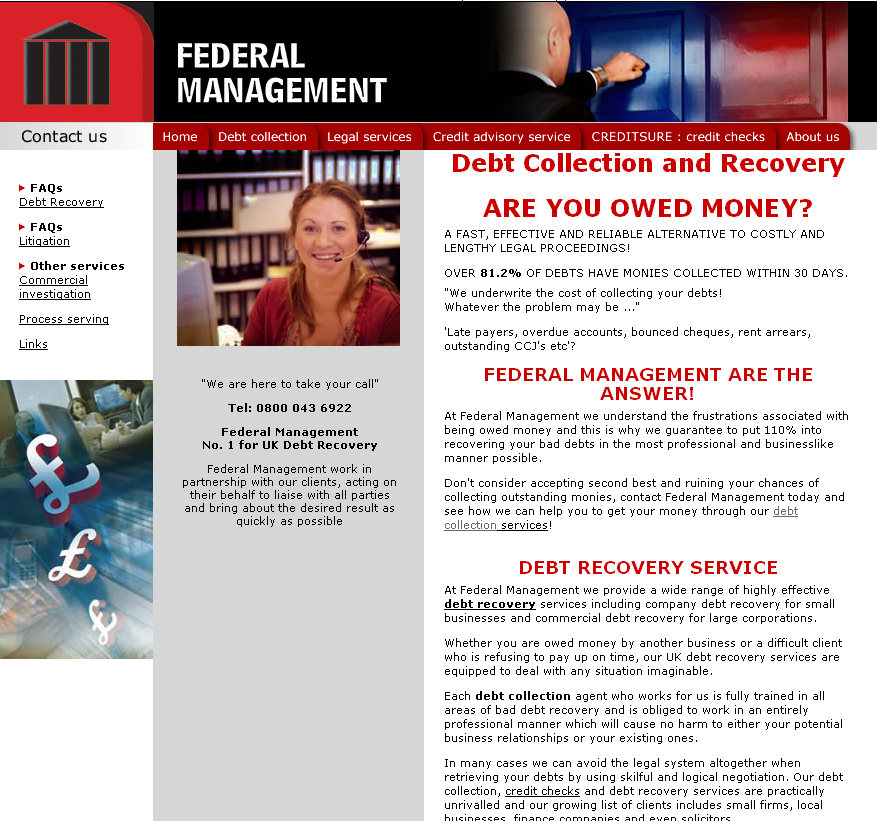 FEDERAL
MANAGEMENT
Contact us
Home
Debt collection
Legal services
Credit advisory service
CREDITSURE : credit checks
About us
FAQs
Debt Recovery
FAQs
Litigation
Other services
Commercial
investigation
Process serving
Links
"We are here to take your call"
Tel: 0800 043 6922
Federal Management
No. 1 for UK Debt Recovery
Federal Management work in
partnership with our clients, acting on
their behalf to liaise with all parties
and bring about the desired result as
quickly as possible
Debt Collection and Recovery
ARE YOU OWED MONEY?
A FAST, EFFECTIVE AND RELIABLE ALTERNATIVE TO COSTLY AND
LENGTHY LEGAL PROCEEDINGS!
OVER 81.2% OF DEBTS HAVE MONIES COLLECTED WITHIN 30 DAYS.
"We underwrite the cost of collecting your debts!
Whatever the problem may be ..."
'Late payers, overdue accounts, bounced cheques, rent arrears,
outstanding CCJ's etc'?
FEDERAL MANAGEMENT ARE THE
ANSWER!
At Federal Management we understand the frustrations associated with
being owed money and this is why we guarantee to put 110% into
recovering your bad debts in the most professional and businesslike
manner possible.
Don't consider accepting second best and ruining your chances of
collecting outstanding monies, contact Federal Management today and
see how we can help you to get your money through our debt
collection services!
DEBT RECOVERY SERVICE
At Federal Management we provide a wide range of highly effective
debt recovery services including company debt recovery for small
businesses and commercial debt recovery for large corporations.
Whether you are owed money by another business or a difficult client
who is refusing to pay up on time, our UK debt recovery services are
equipped to deal with any situation imaginable.
Each debt collection agent who works for us is fully trained in all
areas of bad debt recovery and is obliged to work in an entirely
professional manner which will cause no harm to either your potential
business relationships or your existing ones.
In many cases we can avoid the legal system altogether when
retrieving your debts by using skilful and logical negotiation. Our debt
collection, credit checks and debt recovery services are practically
unrivalled and our growing list of clients includes small firms, local
businesses, finance companies and even solicitors.